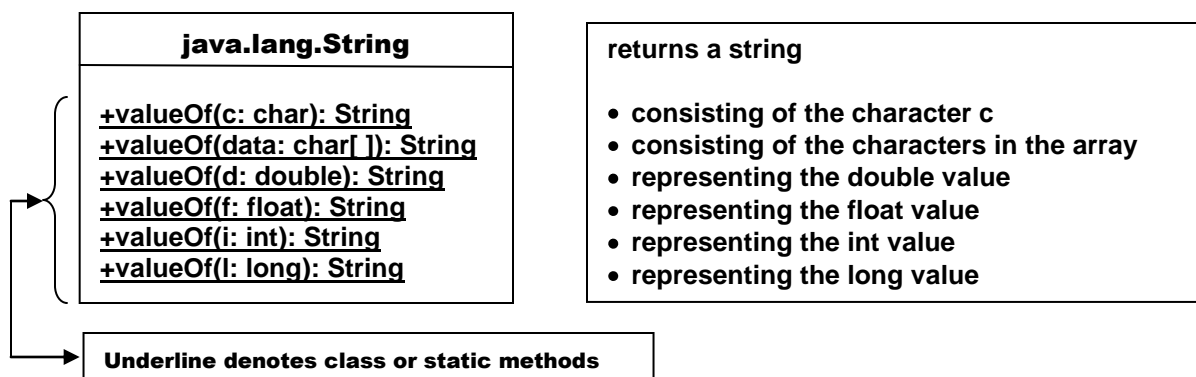 java.lang.String
+valueOf(c: char): String
+valueOf(data: char[ ]): String
+valueOf(d: double): String
+valueOf(f: float): String
+valueOf(i: int): String
+valueOf(l: long): String
returns a string
• consisting of the character c
• consisting of the characters in the array
• representing the double value
• representing the float value
• representing the int value
• representing the long value
Underline denotes class or static methods